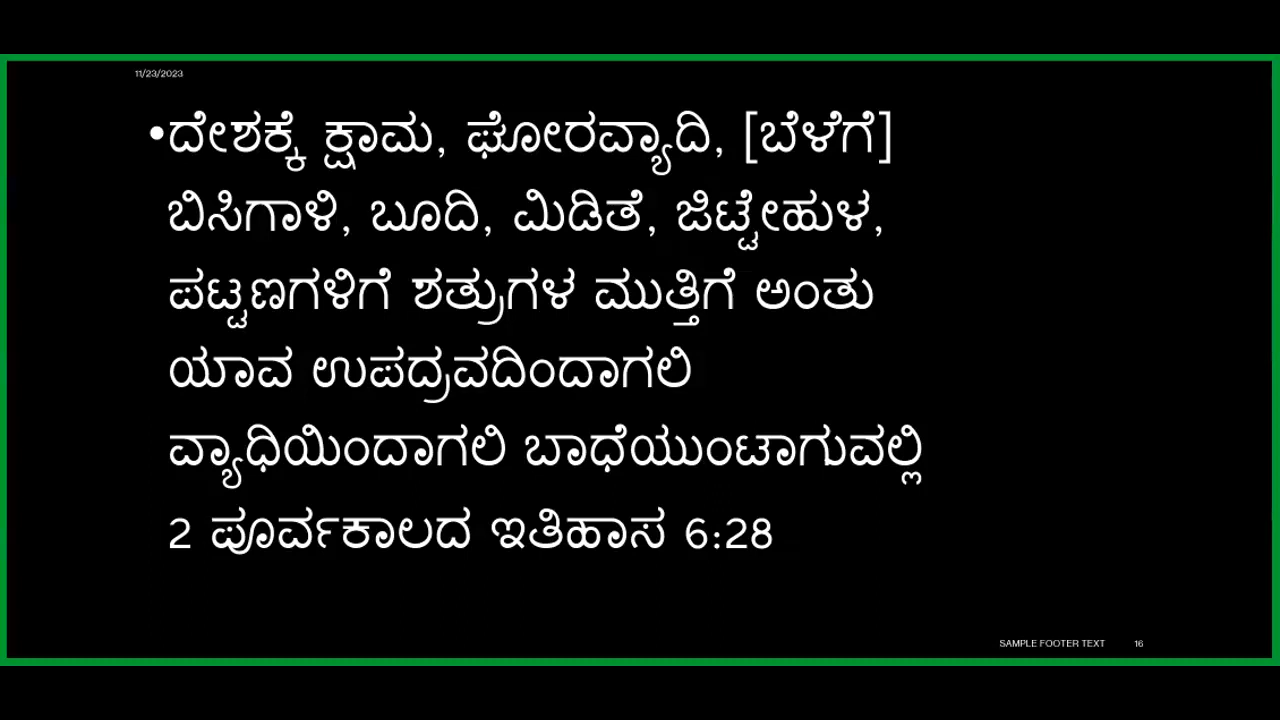 11/23/2023
•ದೇಶಕ್ಕೆ ಕ್ಷಾಮ, ಘೋರವ್ಯಾದಿ, [ಬೆಳೆಗೆ]
ಬಿಸಿಗಾಳಿ, ಬೂದಿ, ಮಿಡಿತೆ, ಜಿಟ್ಟೇಹುಳ,
ಪಟ್ಟಣಗಳಿಗೆ ಶತ್ರುಗಳ ಮುತ್ತಿಗೆ ಅಂತು
ಯಾವ ಉಪದ್ರವದಿಂದಾಗಲಿ
ವ್ಯಾಧಿಯಿಂದಾಗಲಿ ಬಾಧೆಯುಂಟಾಗುವಲ್ಲಿ
2 ಪೂರ್ವಕಾಲದ ಇತಿಹಾಸ 6:28
SAMPLE FOOTER TEXT 16